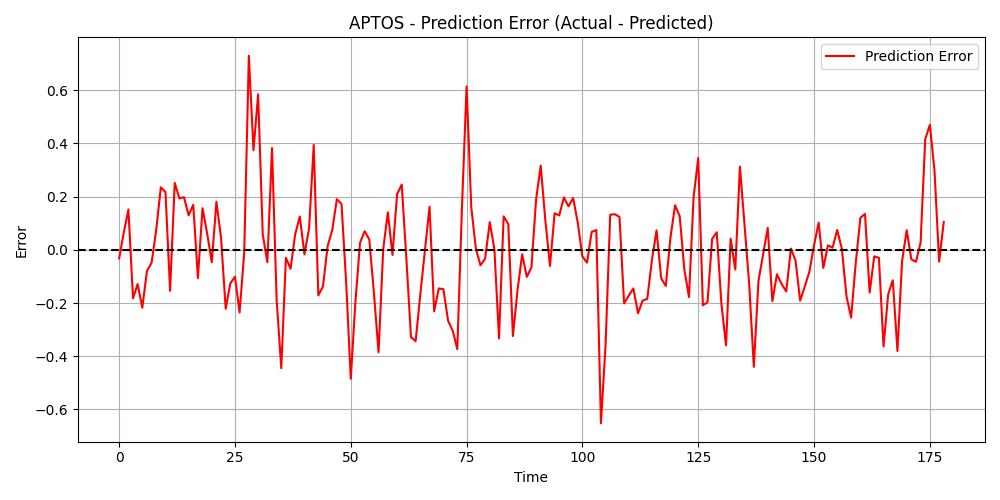 APTOS - Prediction Error (Actual - Predicted)
Prediction Error
Error
0.6
0.4
0.2
0.0
−0.2
−0.4
−0.6
0 25 50 75 100 125 150 175
Time